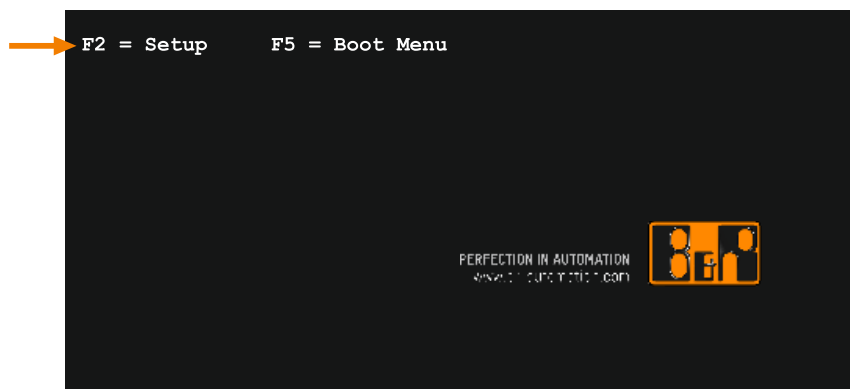 F2 = Setup F5 = Boot Menu
PERFECTION IN AUTOMATION
B&R